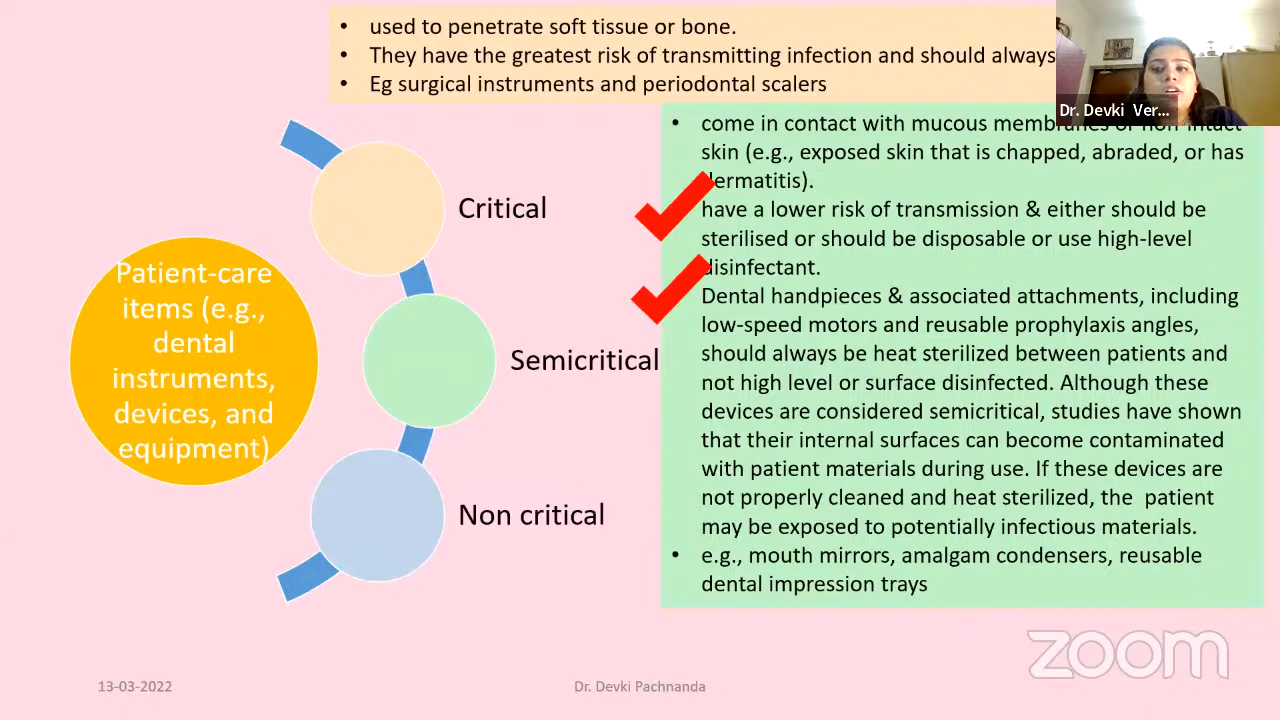 used to penetrate soft tissue or bone.
They have the greatest risk of transmitting infection and should always
Eg surgical instruments and periodontal scalers
Dr. Devki Ver...
come in contact with mucous membranes or non-intact
skin (e.g., exposed skin that is chapped, abraded, or has
dermatitis).
have a lower risk of transmission & either should be
sterilised or should be disposable or use high-level
disinfectant.
Dental handpieces & associated attachments, including
low-speed motors and reusable prophylaxis angles,
should always be heat sterilized between patients and
not high level or surface disinfected. Although these
devices are considered semicritical, studies have shown
that their internal surfaces can become contaminated
with patient materials during use. If these devices are
not properly cleaned and heat sterilized, the patient
may be exposed to potentially infectious materials.
e.g., mouth mirrors, amalgam condensers, reusable
dental impression trays
Critical
Semicritical
Non critical
Patient-care
items (e.g.,
dental
instruments,
devices, and
equipment)
zoom
13-03-2022
Dr. Devki Pachnanda